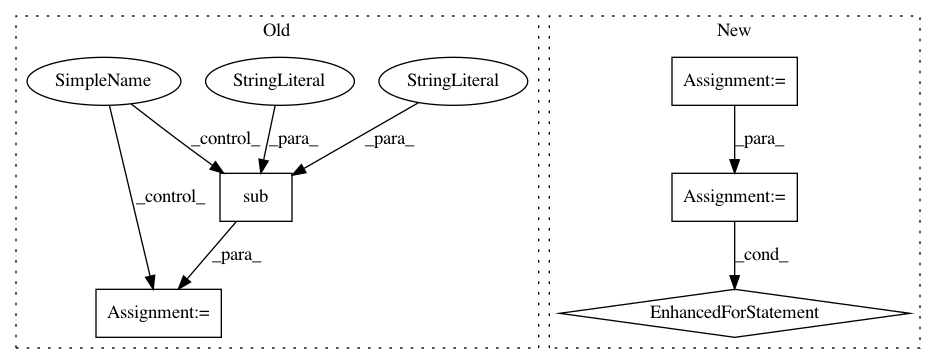 Old
New
SimpleName
StringLiteral
StringLiteral
Assignment:=
_control_
_para_
_para_
_para_
sub
Assignment:=
_control_
_para_
_cond_
Assignment:=
EnhancedForStatement